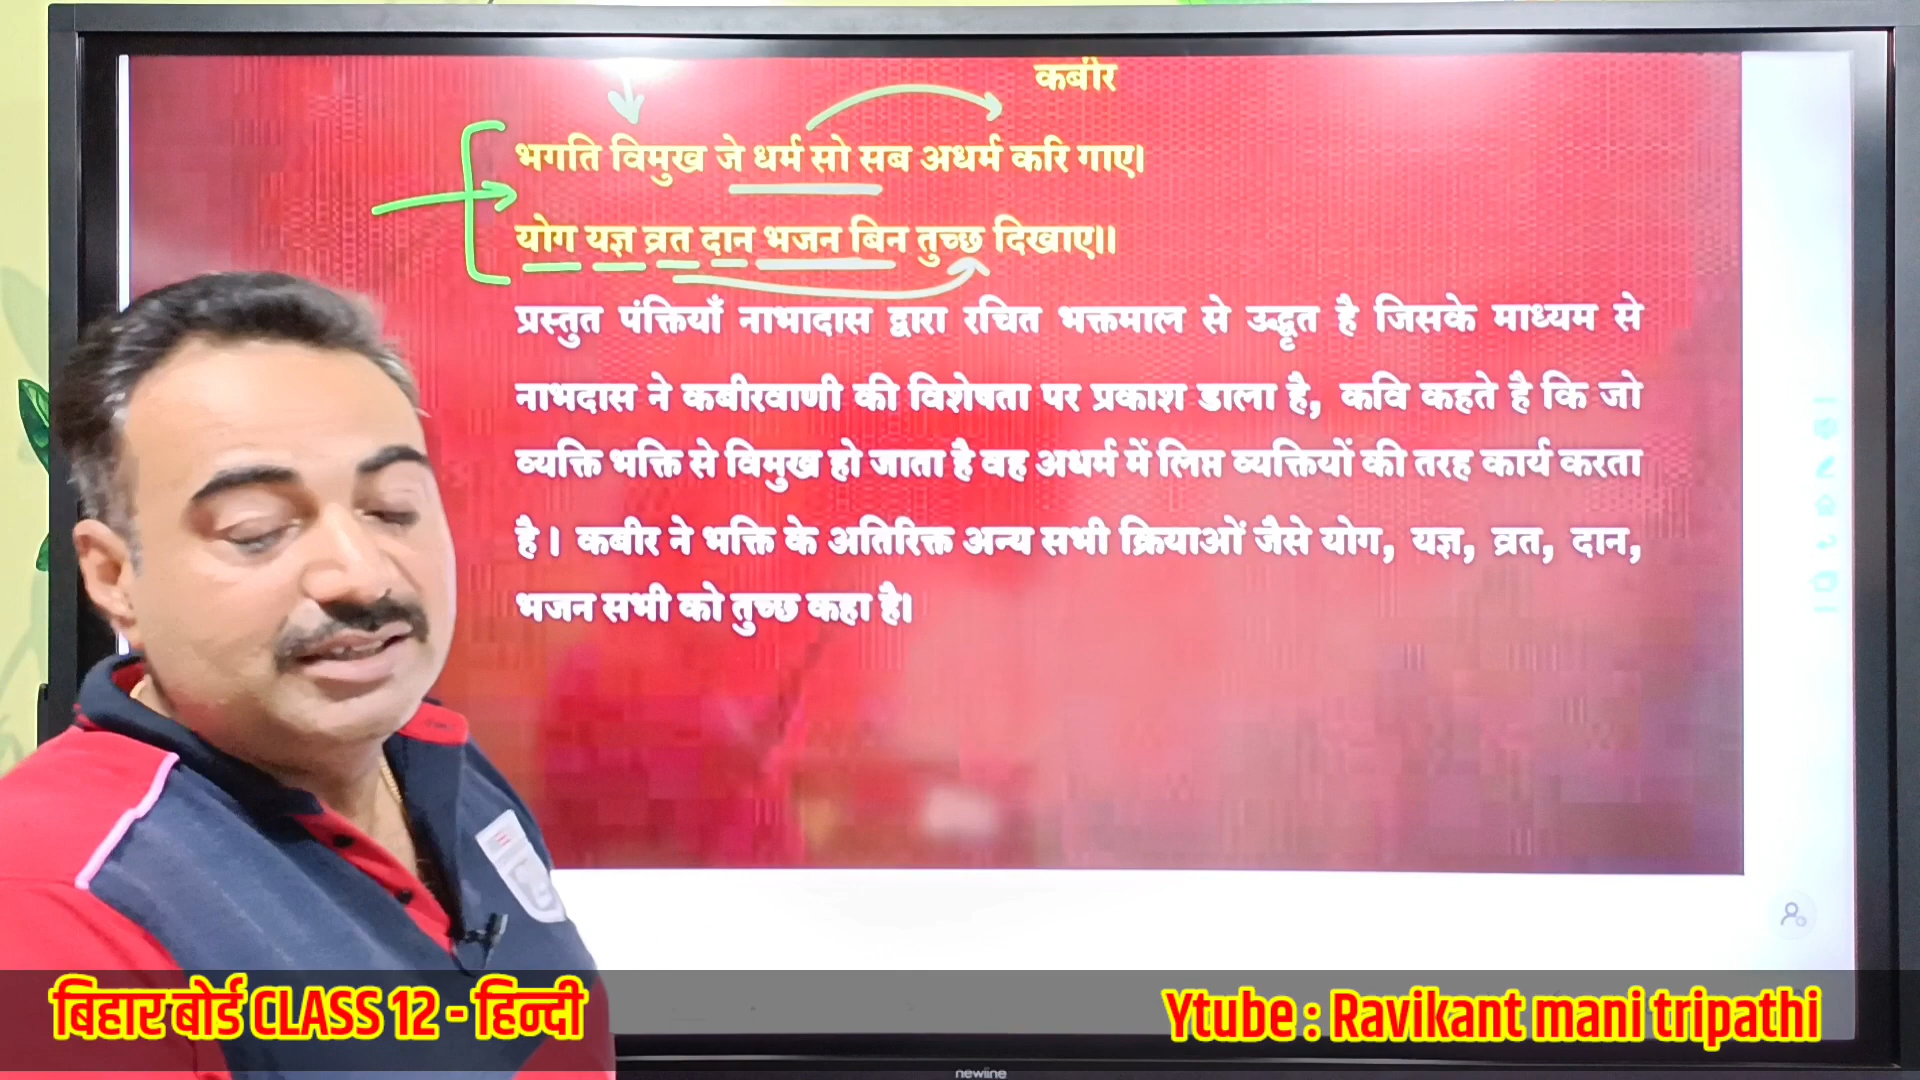 कबीर
भगति विमुख जे धर्म सो सब अधर्म करि गाए।
योग यज्ञ व्रत दान भजन बिन तुच्छ दिखाए।।
प्रस्तुत पंक्तियाँ नाभादास द्वारा रचित भक्तमाल से उद्धृत है जिसके माध्यम से
नाभदास ने कबीरवाणी की विशेषता पर प्रकाश डाला है, कवि कहते है कि जो
व्यक्ति भक्ति से विमुख हो जाता है वह अधर्म में लिप्त व्यक्तियों की तरह कार्य करता
है। कबीर ने भक्ति के अतिरिक्त अन्य सभी क्रियाओं जैसे योग, यज्ञ, व्रत, दान,
भजन सभी को तुच्छ कहा है।
बिहार बोर्ड CLASS 12 - हिन्दी
Ytube : Ravikant mani tripathi
newline